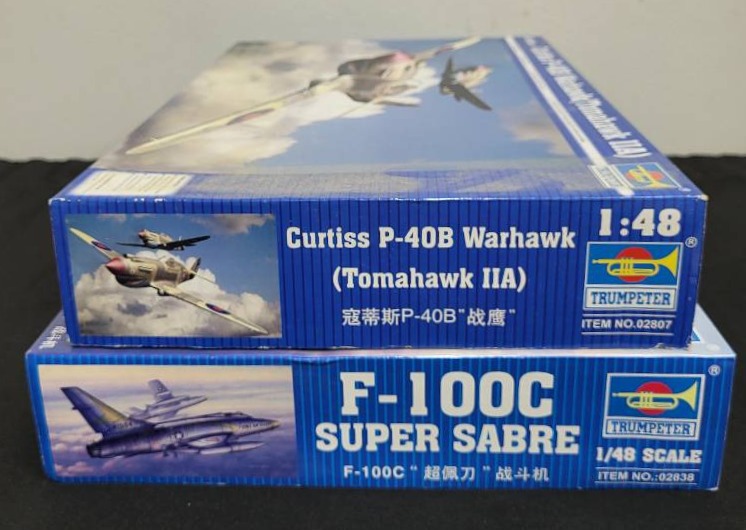 Curtiss P-40B Warhawk
(Tomahawk IIA)
寇蒂斯P-40B"战鹰"
1:48
®
TRUMPETER
ITEM NO.02807
F-100C
SUPER SABRE
F-100C "超佩刀" 战斗机
®
TRUMPETER
1/48 SCALE
ITEM NO.:02838